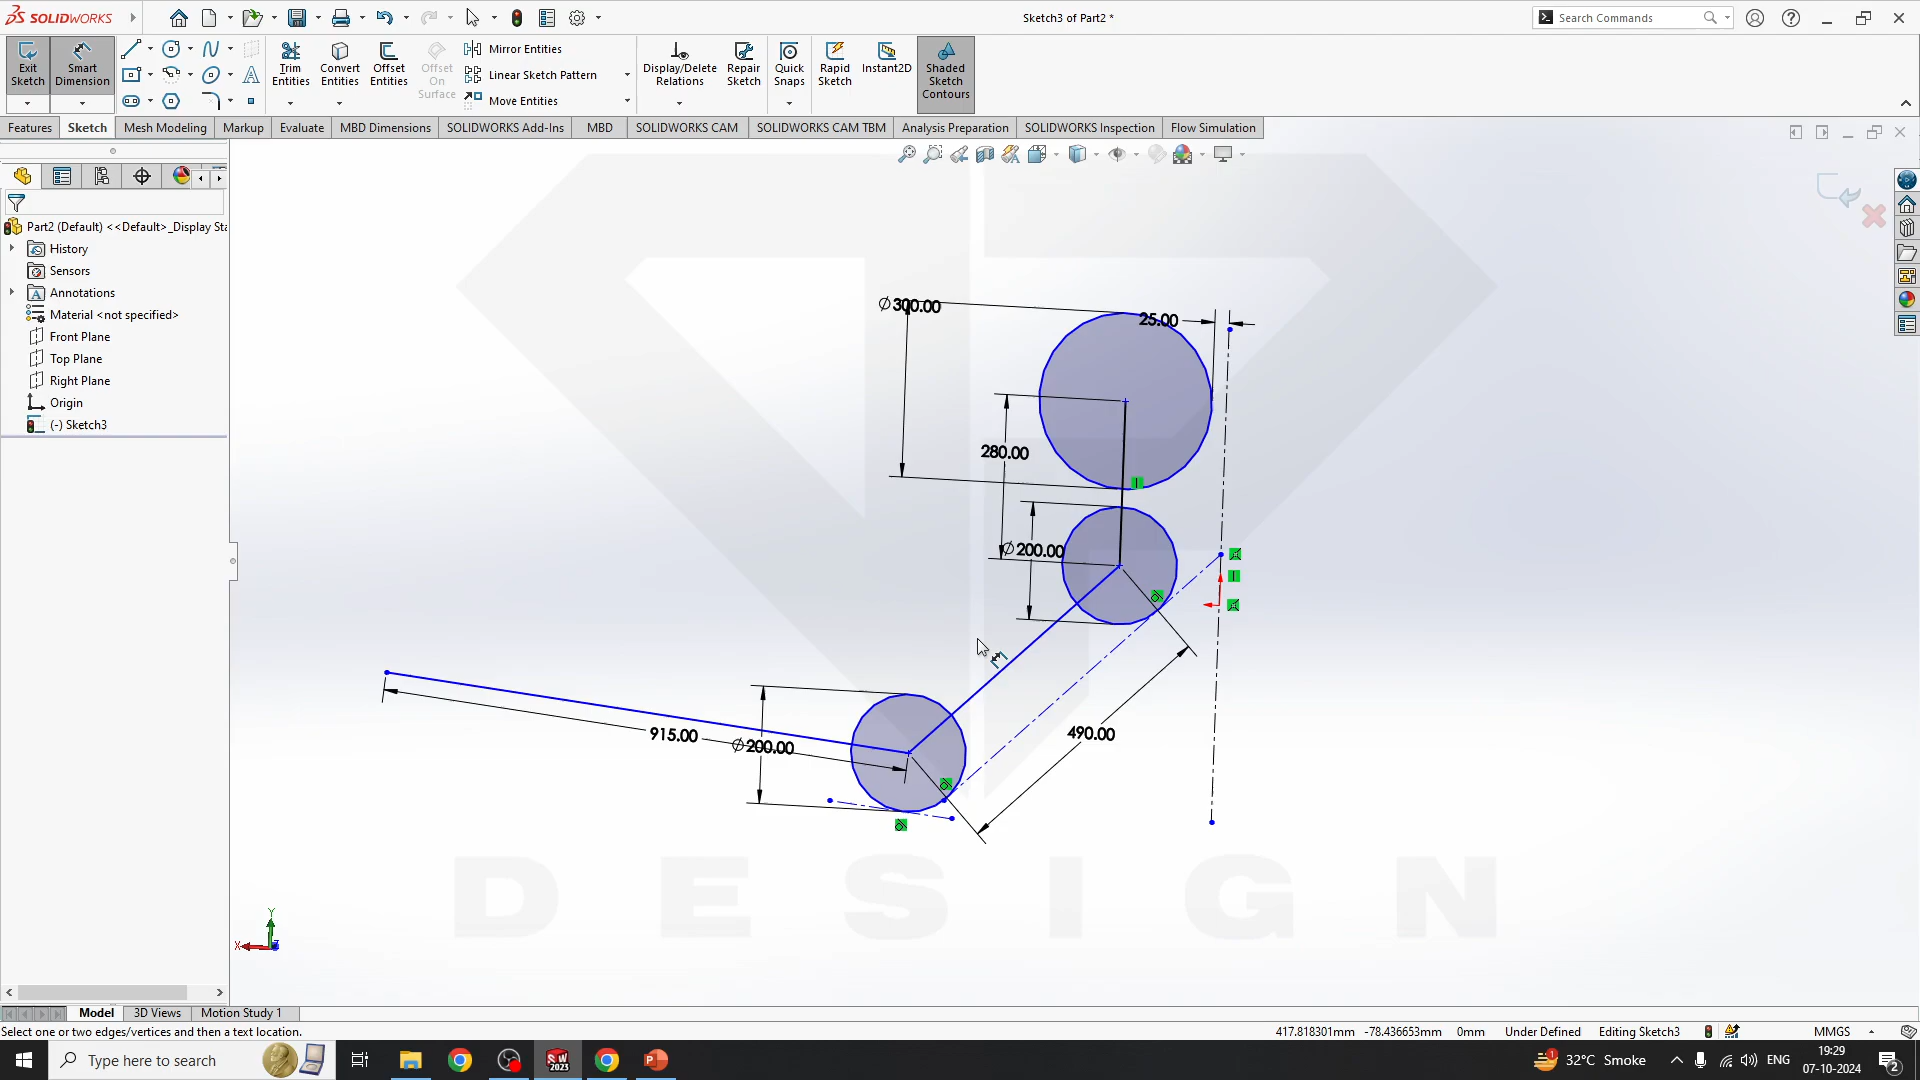 SOLIDWORKS
Sketch3 of Part2 *
Search Commands
Exit Sketch
Smart Dimension
Trim Entities
Convert Entities
Offset Entities
Offset On Surface
Mirror Entities
Linear Sketch Pattern
Move Entities
Display/Delete Relations
Repair Sketch
Quick Snaps
Rapid Sketch
Instant2D
Shaded Sketch Contours
Features Sketch Mesh Modeling Markup Evaluate MBD Dimensions SOLIDWORKS Add-Ins MBD SOLIDWORKS CAM SOLIDWORKS CAM TBM Analysis Preparation SOLIDWORKS Inspection Flow Simulation
Part2 (Default) <<Default>_Display Sta
History
Sensors
Annotations
Material <not specified>
Front Plane
Top Plane
Right Plane
Origin
(-) Sketch3
∅300.00
25.00
280.00
∅200.00
490.00
915.00
∅200.00
DESIGN
Y
X
Model 3D Views Motion Study 1
Select one or two edges/vertices and then a text location.
417.818301mm -78.436653mm 0mm Under Defined Editing Sketch3 MMGS
Type here to search
32°C Smoke
ENG
19:29
07-10-2024
2